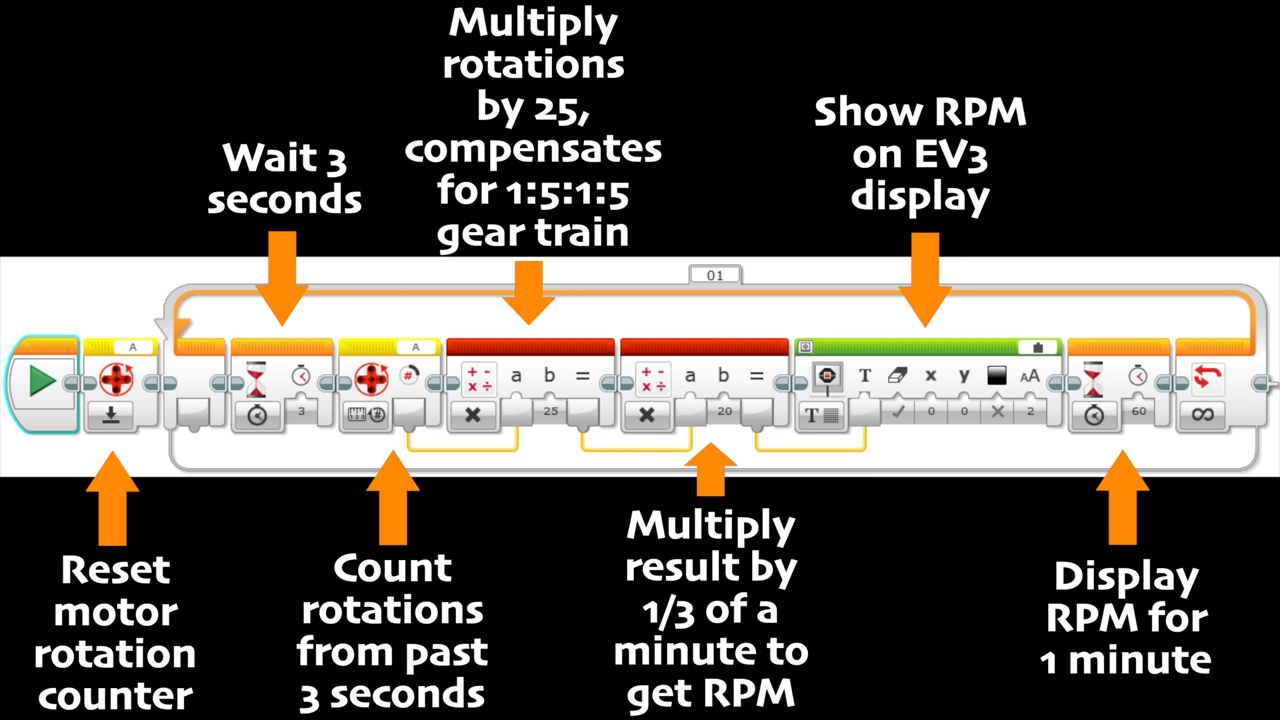 Multiply
rotations
by 25,
compensates
for 1:5:1:5
gear train
Wait 3
seconds
Show RPM
on EV3
display
01
A
A
#
a b =
a b =
T x y AA
3
25
20
T
0 0 2
60
∞
Reset
motor
rotation
counter
Count
rotations
from past
3 seconds
Multiply
result by
1/3 of a
minute to
get RPM
Display
RPM for
1 minute